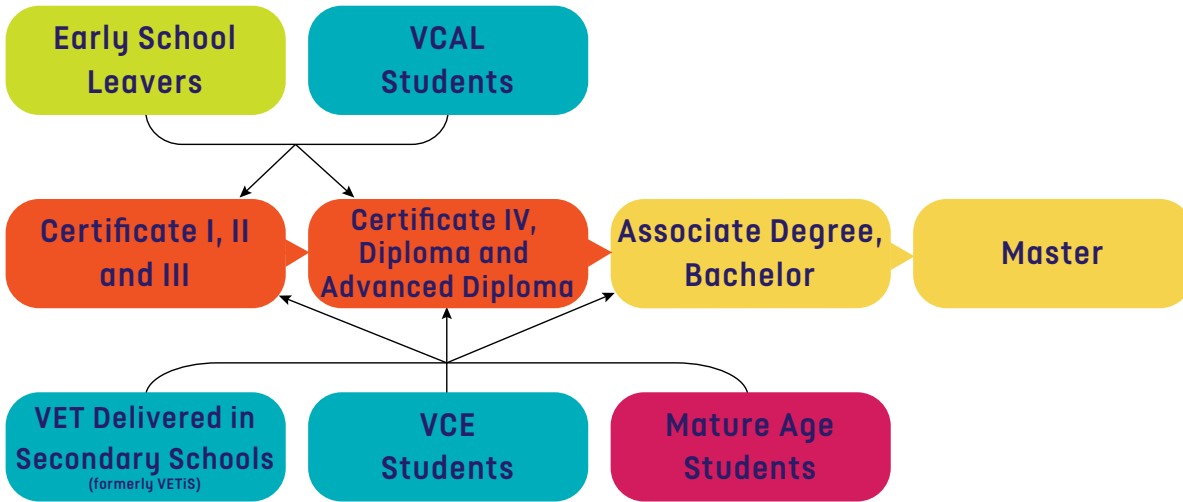 Early School
Leavers
VCAL
Students
Certificate I, II
and III
Certificate IV,
Diploma and
Advanced Diploma
Associate Degree,
Bachelor
Master
VET Delivered in
Secondary Schools
(formerly VETiS)
VCE
Students
Mature Age
Students